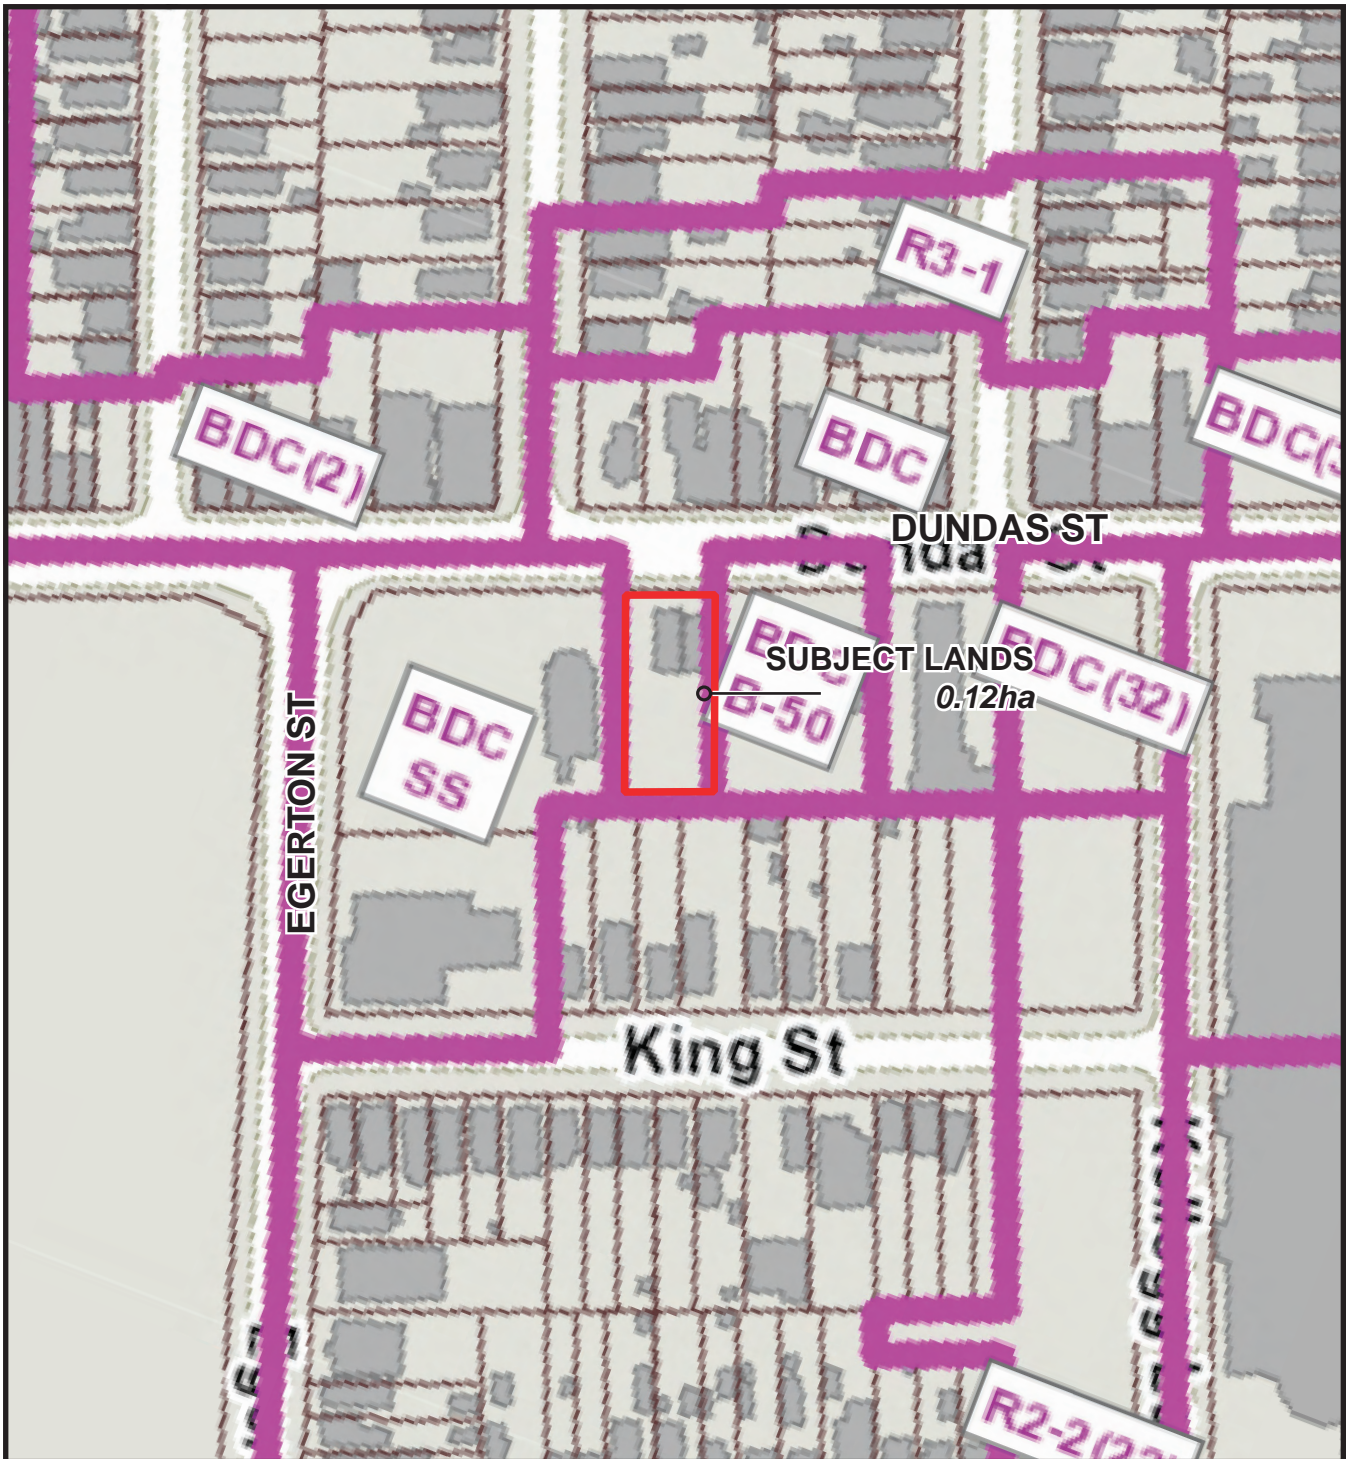 R3-1
BDC(2)
BDC
DUNDAS ST
SUBJECT LANDS
0.12ha
B-50
BDC(32)
BDC
SS
EGERTON ST
King St